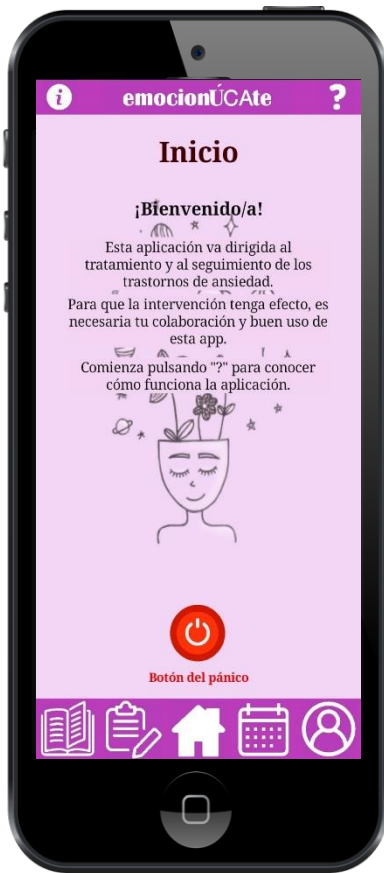 i
emocionÚCAte
?
Inicio
¡Bienvenido/a!
Esta aplicación va dirigida al
tratamiento y al seguimiento de los
trastornos de ansiedad.
Para que la intervención tenga efecto, es
necesaria tu colaboración y buen uso de
esta app.
Comienza pulsando "?" para conocer
cómo funciona la aplicación.
Botón del pánico